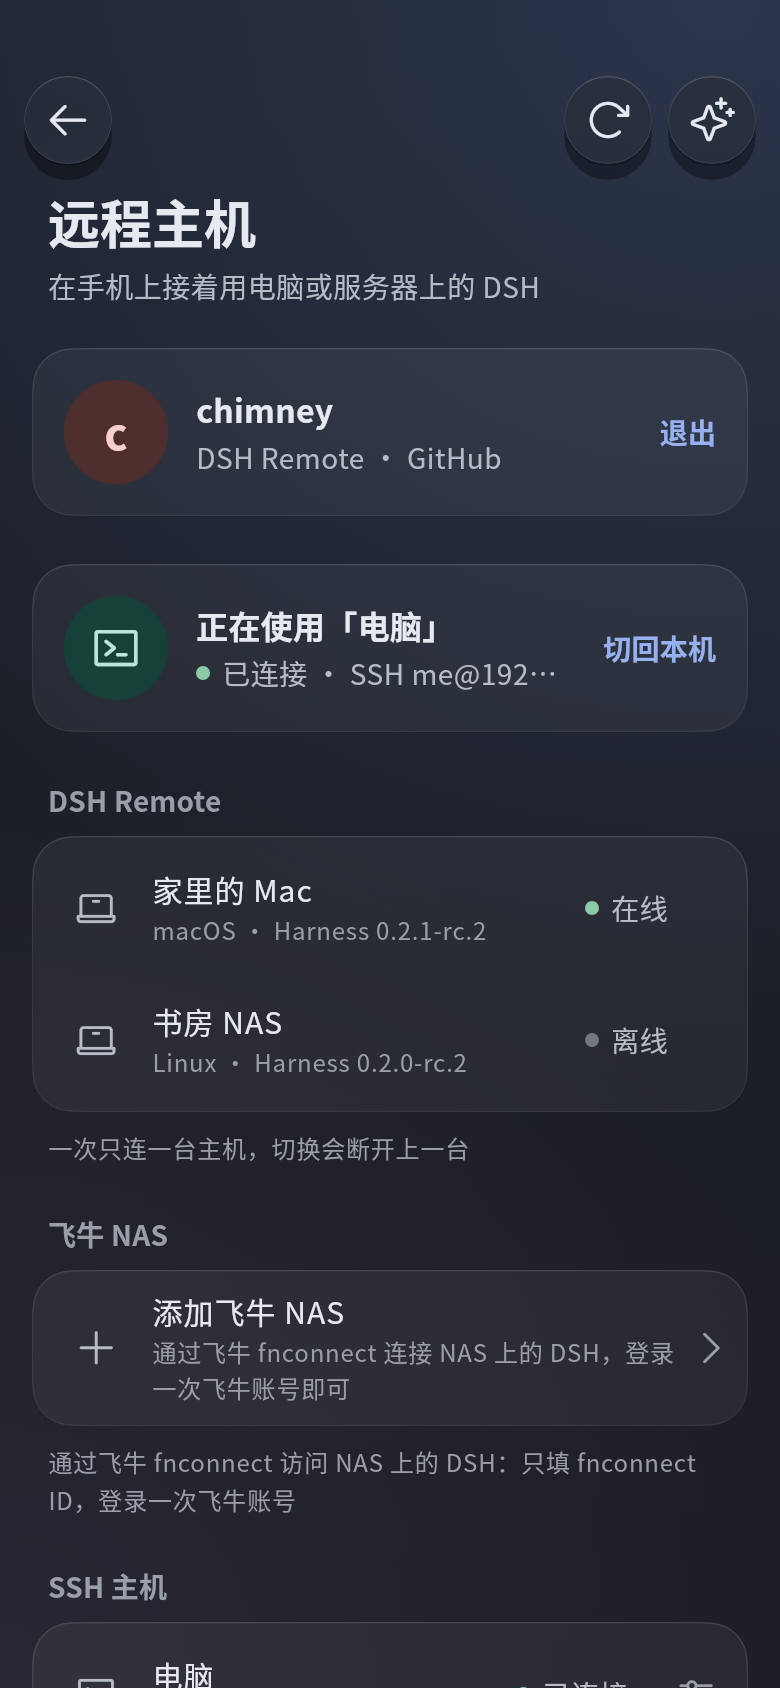 远程主机
在手机上接着用电脑或服务器上的 DSH
c
chimney
DSH Remote · GitHub
退出
正在使用「电脑」
已连接 · SSH me@192···
切回本机
DSH Remote
家里的 Mac
macOS · Harness 0.2.1-rc.2
在线
书房 NAS
Linux · Harness 0.2.0-rc.2
离线
一次只连一台主机，切换会断开上一台
飞牛 NAS
添加飞牛 NAS
通过飞牛 fnconnect 连接 NAS 上的 DSH，登录
一次飞牛账号即可
通过飞牛 fnconnect 访问 NAS 上的 DSH：只填 fnconnect
ID，登录一次飞牛账号
SSH 主机
电脑
已连接